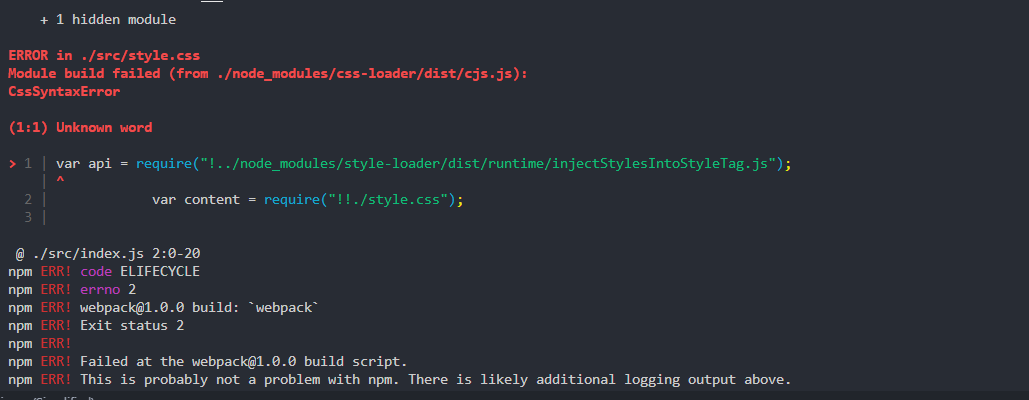 + 1 hidden module
ERROR in ./src/style.css
Module build failed (from ./node_modules/css-loader/dist/cjs.js):
CssSyntaxError
(1:1) Unknown word
> 1 | var api = require("!../node_modules/style-loader/dist/runtime/injectStylesIntoStyleTag.js");
| ^
2 | var content = require("!!./style.css");
3 |
@ ./src/index.js 2:0-20
npm ERR! code ELIFECYCLE
npm ERR! errno 2
npm ERR! webpack@1.0.0 build: `webpack`
npm ERR! Exit status 2
npm ERR!
npm ERR! Failed at the webpack@1.0.0 build script.
npm ERR! This is probably not a problem with npm. There is likely additional logging output above.